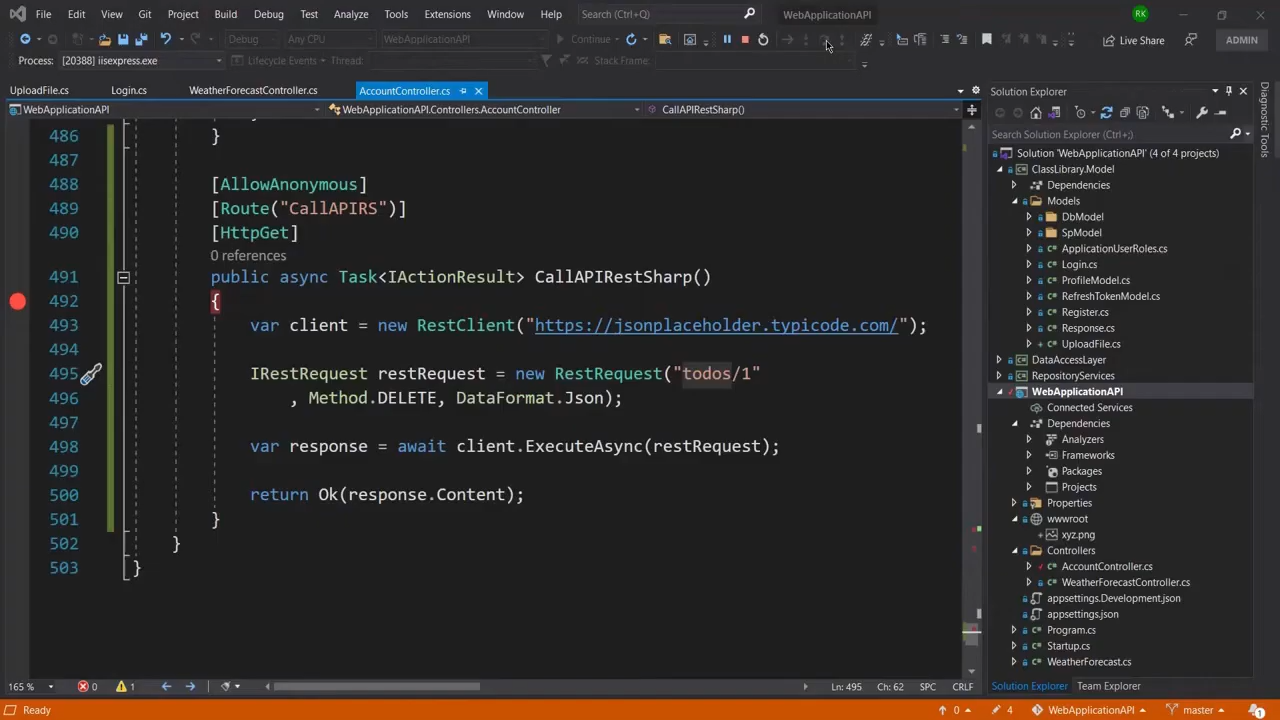 File Edit View Git Project Build Debug Test Analyze Tools Extensions Window Help Search (Ctrl+Q) WebApplicationAPI RK
Debug Any CPU WebApplicationAPI Continue Live Share ADMIN
Process: [20388] iisexpress.exe Lifecycle Events Thread: Stack Frame:
UploadFile.cs Login.cs WeatherForecastController.cs AccountController.cs
WebApplicationAPI WebApplicationAPI.Controllers.AccountController CallAPIRestSharp()
486 }
487
488 [AllowAnonymous]
489 [Route("CallAPIRS")]
490 [HttpGet]
0 references
491 public async Task<IActionResult> CallAPIRestSharp()
492 {
493 var client = new RestClient("https://jsonplaceholder.typicode.com/");
494
495 IRestRequest restRequest = new RestRequest("todos/1"
496 , Method.DELETE, DataFormat.Json);
497
498 var response = await client.ExecuteAsync(restRequest);
499
500 return Ok(response.Content);
501 }
502 }
503 }
165 % 0 1 Ln: 495 Ch: 62 SPC CRLF
Solution Explorer
Search Solution Explorer (Ctrl+;)
Solution 'WebApplicationAPI' (4 of 4 projects)
ClassLibrary.Model
Dependencies
Models
DbModel
SpModel
ApplicationUserRoles.cs
Login.cs
ProfileModel.cs
RefreshTokenModel.cs
Register.cs
Response.cs
UploadFile.cs
DataAccessLayer
RepositoryServices
WebApplicationAPI
Connected Services
Dependencies
Analyzers
Frameworks
Packages
Projects
Properties
wwwroot
xyz.png
Controllers
AccountController.cs
WeatherForecastController.cs
appsettings.Development.json
appsettings.json
Program.cs
Startup.cs
WeatherForecast.cs
Solution Explorer Team Explorer
Diagnostic Tools
Ready 0 4 WebApplicationAPI master 1